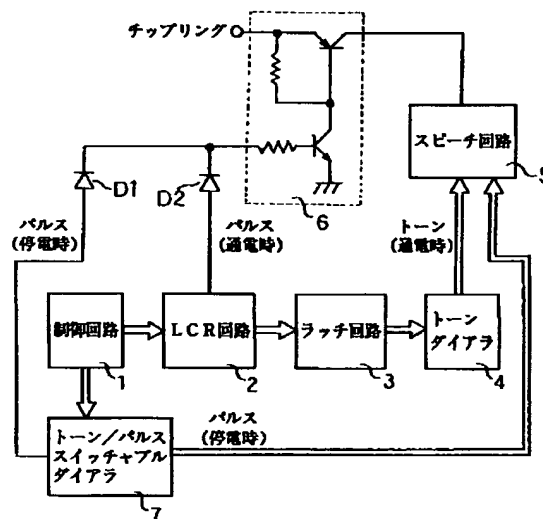 チップリング
スピーチ回路
5
D1
D2
6
パルス
(停電時)
パルス
(通電時)
トーン
(通電時)
制御回路
1
LCR回路
2
ラッチ回路
3
トーン
ダイアラ
4
パルス
(停電時)
トーン/パルス
スイッチャブル
ダイアラ
7